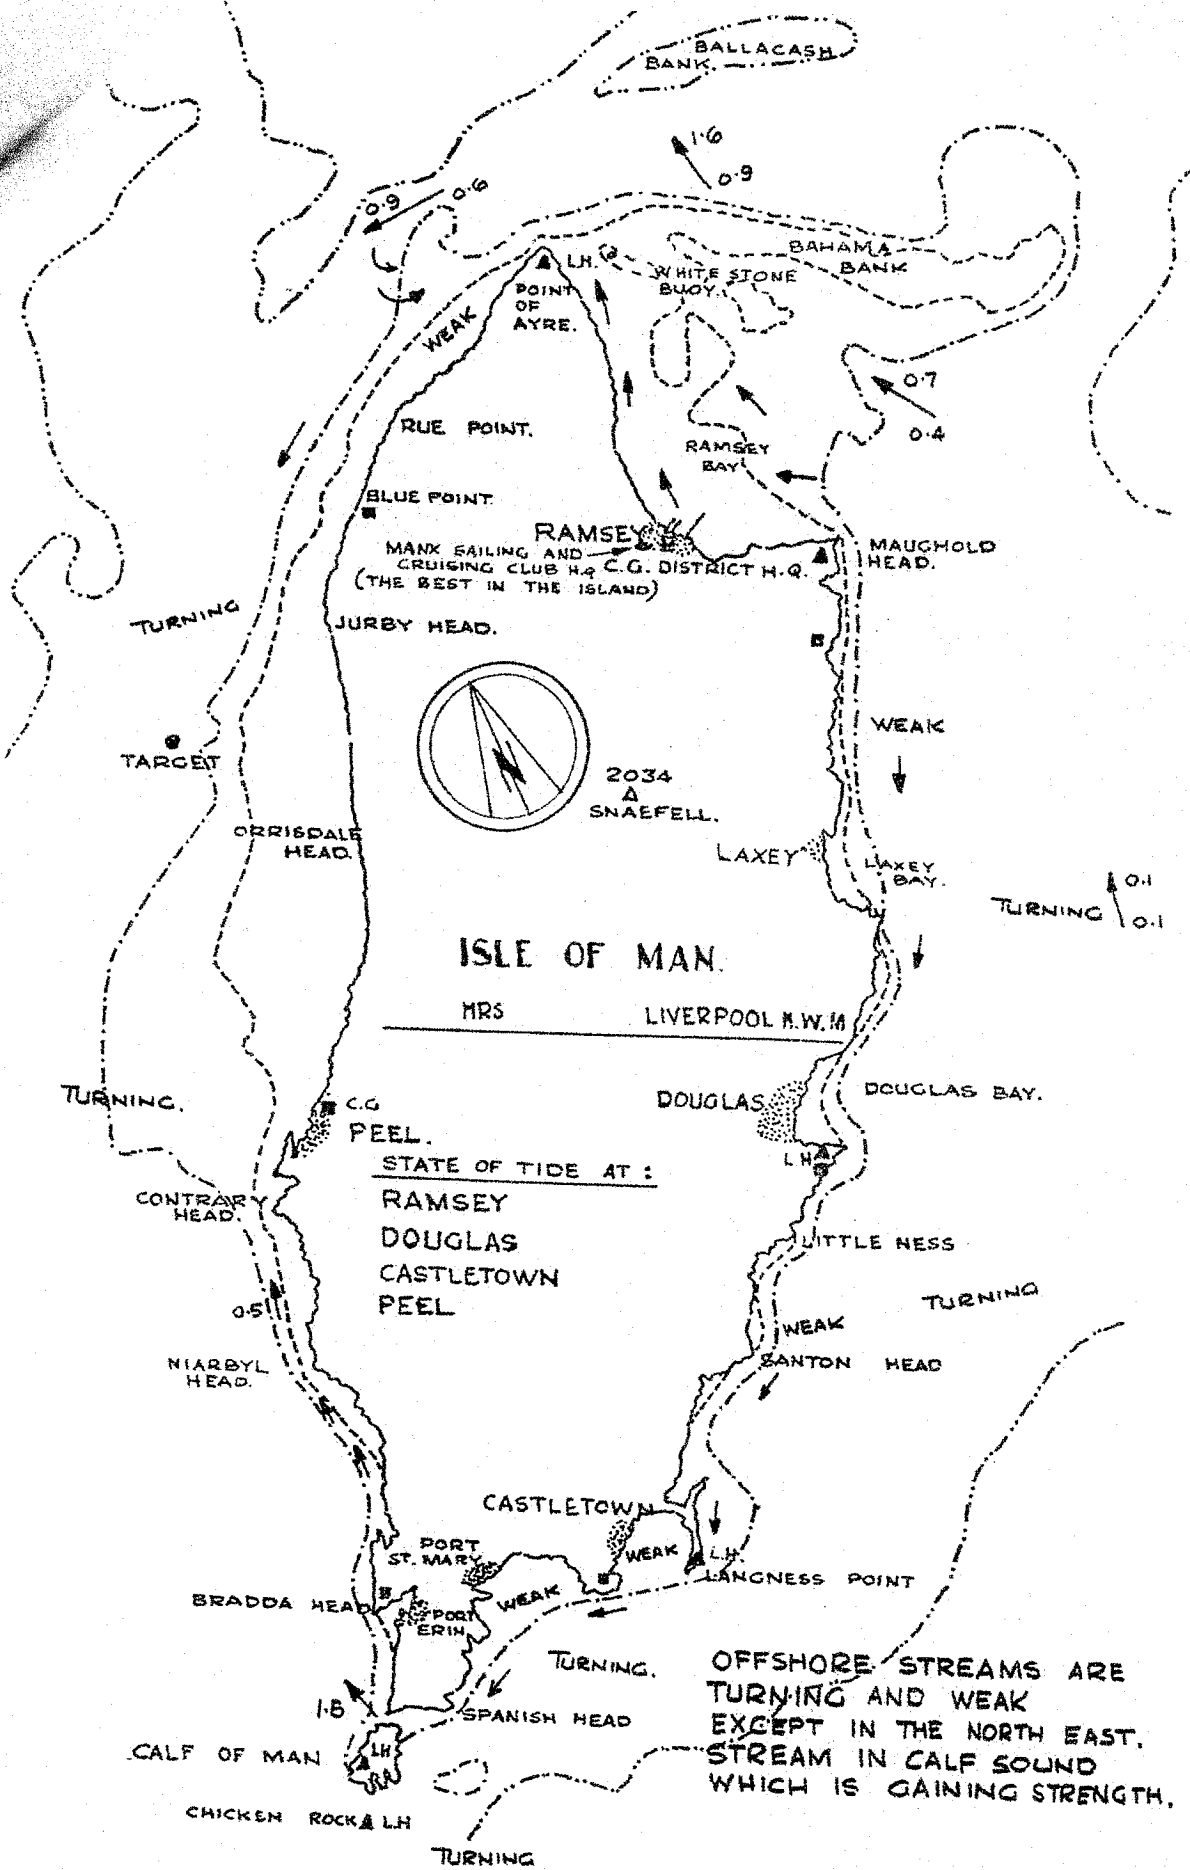 BALLACASH
BANK.
1.6
0.9
0.9
0.6
BAHAMA
BANK
L.H.
WHITE STONE
BUOY.
POINT
OF
AYRE.
WEAK
0.7
0.4
RUE POINT.
RAMSEY
BAY
BLUE POINT
RAMSEY
MANX SAILING AND
CRUISING CLUB H.Q
C.G. DISTRICT H.Q.
(THE BEST IN THE ISLAND)
MAUGHOLD
HEAD.
TURNING
JURBY HEAD.
WEAK
TARGET
2034
SNAEFELL.
ORRISDALE
HEAD.
LAXEY
LAXEY
BAY.
TURNING
0.1
0.1
ISLE OF MAN.
HRS LIVERPOOL H.W.
TURNING.
C.G
PEEL.
DOUGLAS
DOUGLAS BAY.
L.H
STATE OF TIDE AT :
RAMSEY
DOUGLAS
CASTLETOWN
PEEL
CONTRARY
HEAD.
LITTLE NESS
0.5
TURNING
WEAK
SANTON HEAD
NIARBYL
HEAD.
CASTLETOWN
PORT
ST. MARY
WEAK
L.H.
LANGNESS POINT
WEAK
BRADDA HEAD
PORT
ERIN
TURNING.
1.8
SPANISH HEAD
CALF OF MAN
LH
CHICKEN ROCK L.H
TURNING
OFFSHORE STREAMS ARE
TURNING AND WEAK
EXCEPT IN THE NORTH EAST.
STREAM IN CALF SOUND
WHICH IS GAINING STRENGTH.